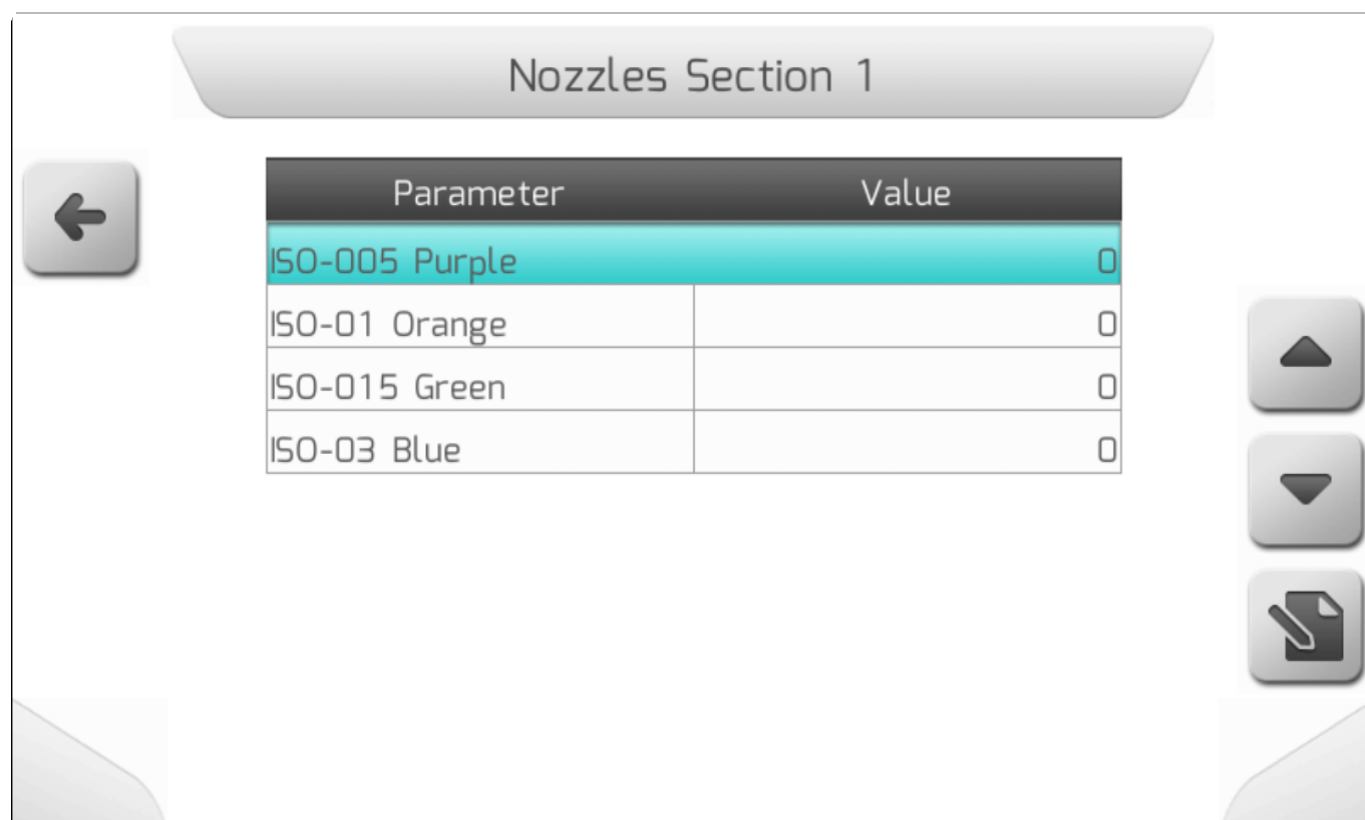 Nozzles Section 1
Parameter Value
ISO-005 Purple 0
ISO-01 Orange 0
ISO-015 Green 0
ISO-03 Blue 0